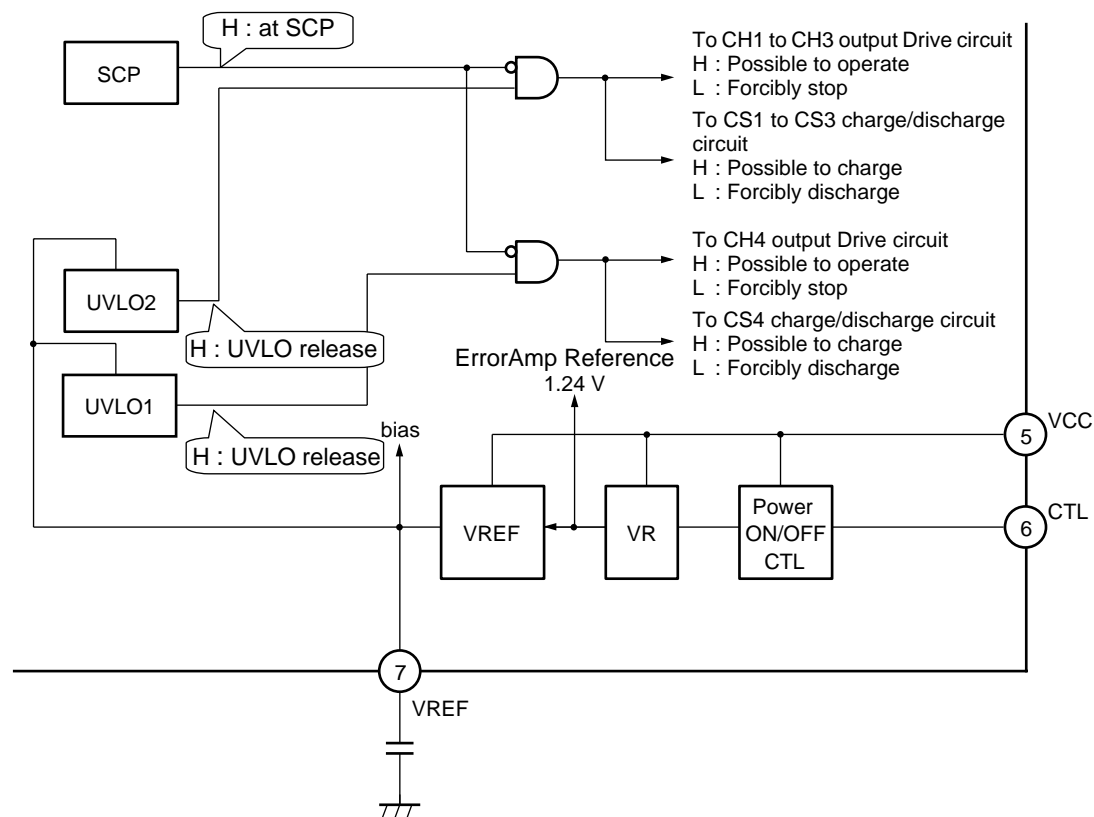 H : at SCP
SCP
To CH1 to CH3 output Drive circuit
H : Possible to operate
L : Forcibly stop
To CS1 to CS3 charge/discharge
circuit
H : Possible to charge
L : Forcibly discharge
To CH4 output Drive circuit
H : Possible to operate
L : Forcibly stop
To CS4 charge/discharge circuit
H : Possible to charge
L : Forcibly discharge
UVLO2
H : UVLO release
UVLO1
H : UVLO release
ErrorAmp Reference
1.24 V
bias
5
VCC
VREF
VR
Power
ON/OFF
CTL
6
CTL
7
VREF